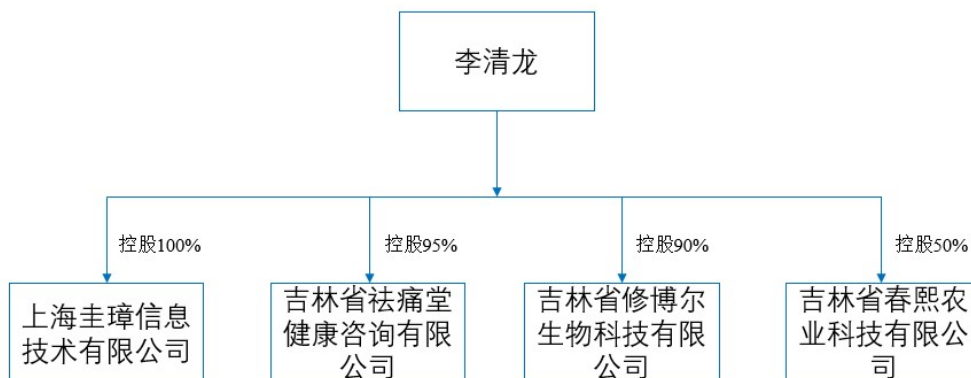 李清龙
控股100%
控股95%
控股90%
控股50%
上海圭璋信息
技术有限公司
吉林省祛痛堂
健康咨询有限
公司
吉林省修博尔
生物科技有限
公司
吉林省春熙农
业科技有限公
司